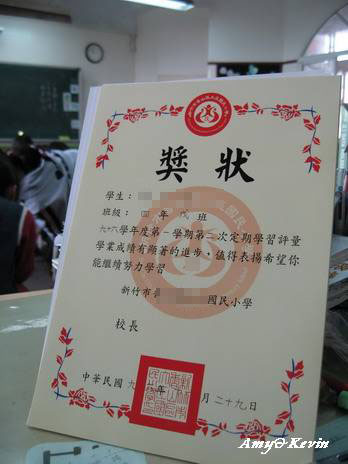 獎狀
學生：
班級：四年戊班
九十六學年度第一學期第二次定期學習評量
學業成績有顯著的進步，值得表揚希望你
能繼續努力學習
新竹市 國民小學
校長
中華民國九 年 月二十九日
Amy&Kevin